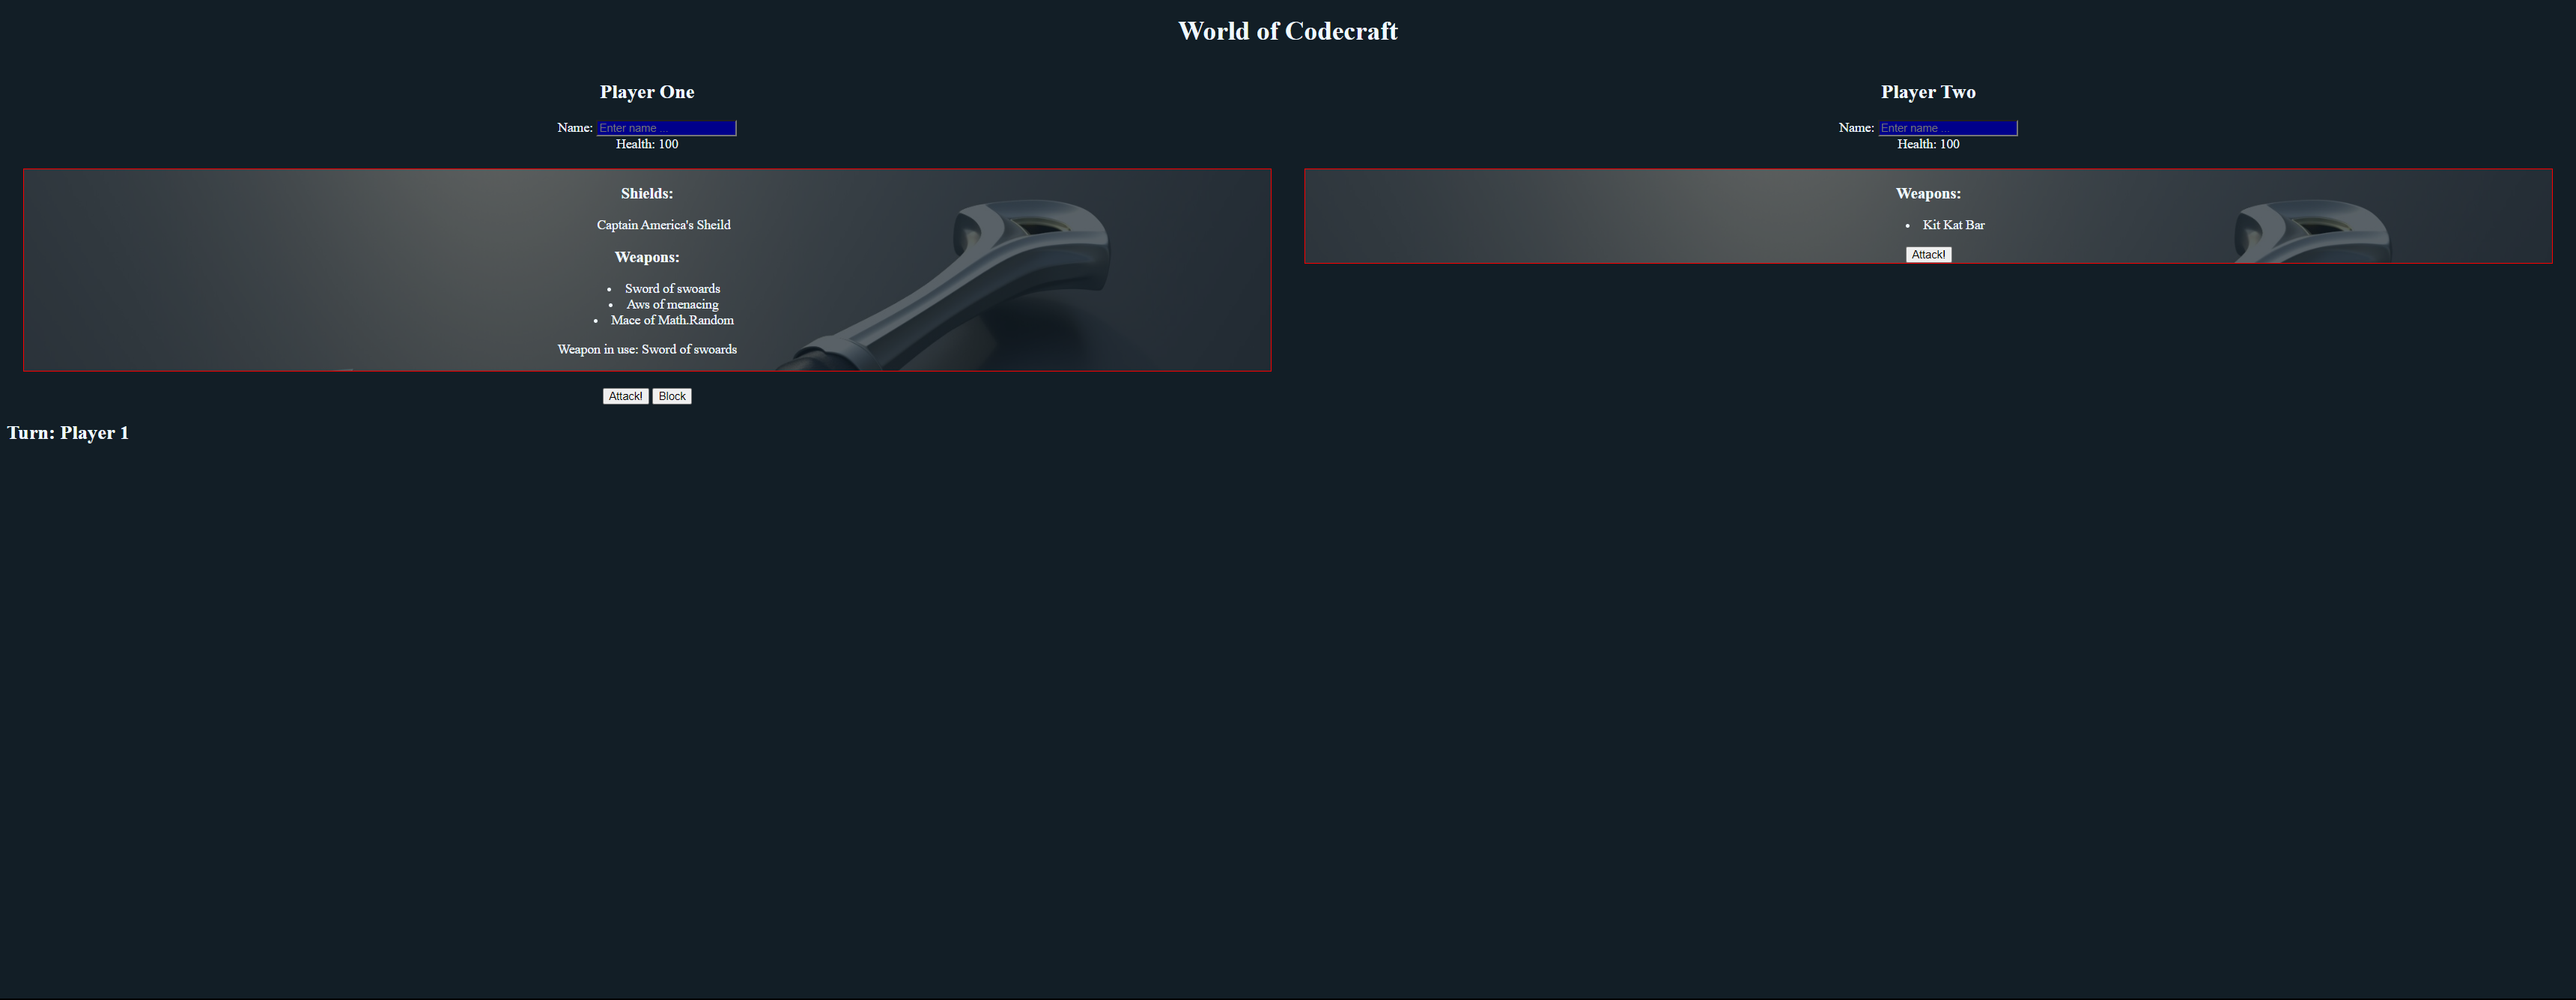 World of Codecraft
Player One
Name: Enter name ...
Health: 100
Shields:
Captain America's Sheild
Weapons:
Sword of swoards
Aws of menacing
Mace of Math.Random
Weapon in use: Sword of swoards
Attack! Block
Player Two
Name: Enter name ...
Health: 100
Weapons:
Kit Kat Bar
Attack!
Turn: Player 1